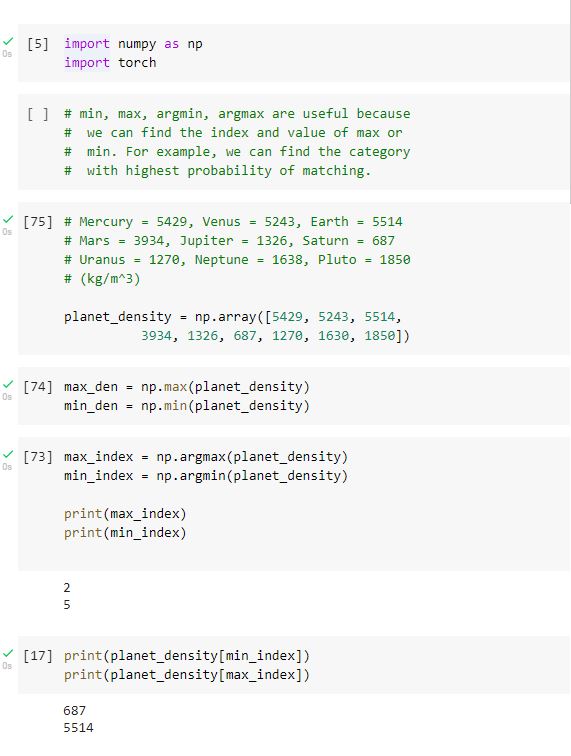 [5] import numpy as np
import torch
0s
[ ] # min, max, argmin, argmax are useful because
# we can find the index and value of max or
# min. For example, we can find the category
# with highest probability of matching.
[75] # Mercury = 5429, Venus = 5243, Earth = 5514
0s
# Mars = 3934, Jupiter = 1326, Saturn = 687
# Uranus = 1270, Neptune = 1638, Pluto = 1850
# (kg/m^3)
planet_density = np.array([5429, 5243, 5514,
3934, 1326, 687, 1270, 1630, 1850])
[74] max_den = np.max(planet_density)
0s
min_den = np.min(planet_density)
[73] max_index = np.argmax(planet_density)
0s
min_index = np.argmin(planet_density)
print(max_index)
print(min_index)
2
5
[17] print(planet_density[min_index])
0s
print(planet_density[max_index])
687
5514